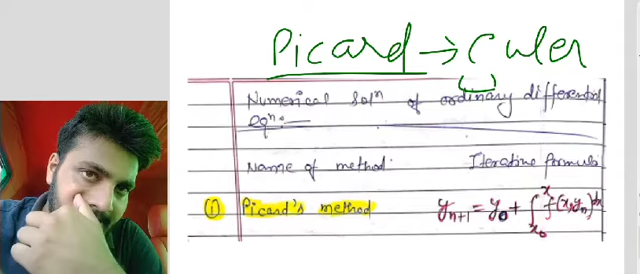 Picard → Culer
Numerical solⁿ of ordinary differential
eqⁿ:—
Name of method. Iterative formula
① Picard's method yₙ₊₁ = y₀ + ∫ₓ₀ˣ f(x,yₙ)dx